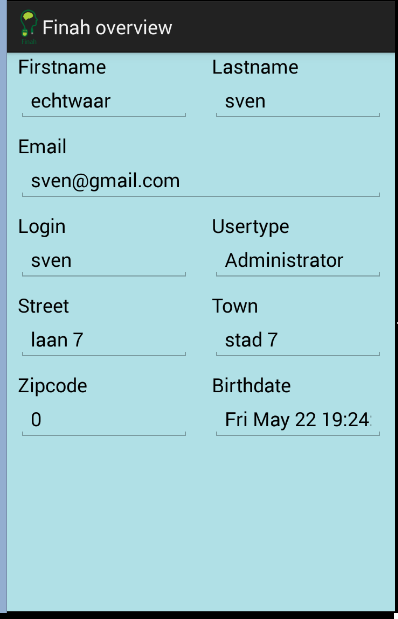 Finah overview
Firstname Lastname
echtwaar sven
Email
sven@gmail.com
Login Usertype
sven Administrator
Street Town
laan 7 stad 7
Zipcode Birthdate
0 Fri May 22 19:24